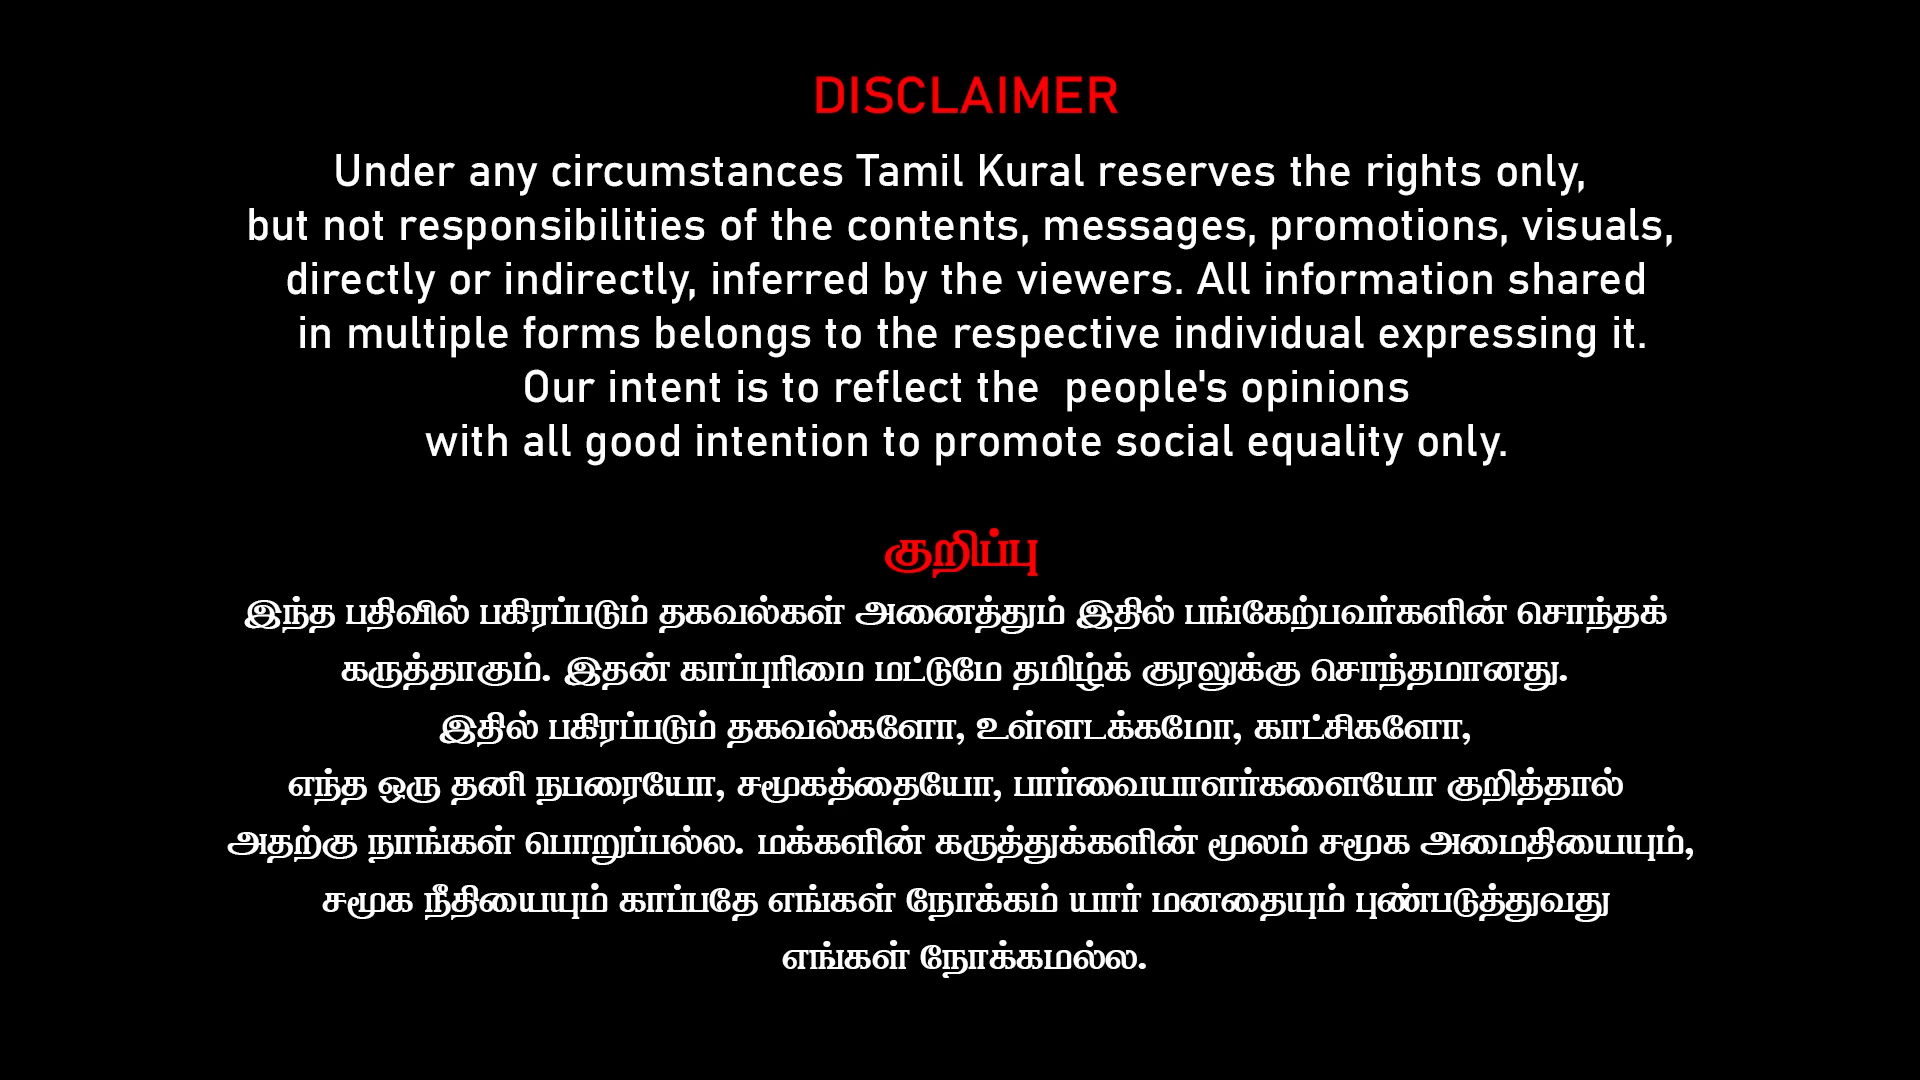 DISCLAIMER
Under any circumstances Tamil Kural reserves the rights only,
but not responsibilities of the contents, messages, promotions, visuals,
directly or indirectly, inferred by the viewers. All information shared
in multiple forms belongs to the respective individual expressing it.
Our intent is to reflect the  people's opinions
with all good intention to promote social equality only.
குறிப்பு
இந்த பதிவில் பகிரப்படும் தகவல்கள் அனைத்தும் இதில் பங்கேற்பவர்களின் சொந்தக்
கருத்தாகும். இதன் காப்புரிமை மட்டுமே தமிழ்க் குரலுக்கு சொந்தமானது.
இதில் பகிரப்படும் தகவல்களோ, உள்ளடக்கமோ, காட்சிகளோ,
எந்த ஒரு தனி நபரையோ, சமூகத்தையோ, பார்வையாளர்களையோ குறித்தால்
அதற்கு நாங்கள் பொறுப்பல்ல. மக்களின் கருத்துக்களின் மூலம் சமூக அமைதியையும்,
சமூக நீதியையும் காப்பதே எங்கள் நோக்கம் யார் மனதையும் புண்படுத்துவது
எங்கள் நோக்கமல்ல.